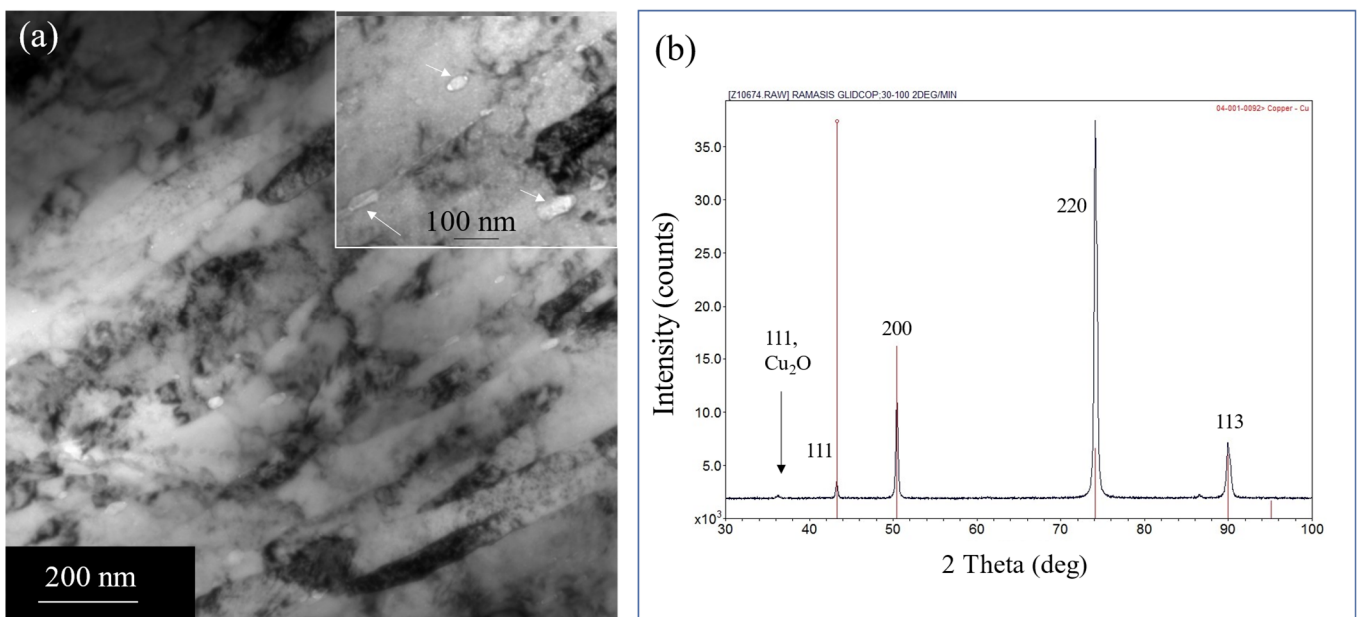 (a)
100 nm
200 nm
(b)
[Z10674.RAW] RAMASIS GLIDCOP;30-100 2DEG/MIN
04-001-0092> Copper - Cu
Intensity (counts)
35.0
30.0
25.0
20.0
15.0
10.0
5.0
x10³
220
200
111,
Cu₂O
111
113
30 40 50 60 70 80 90 100
2 Theta (deg)